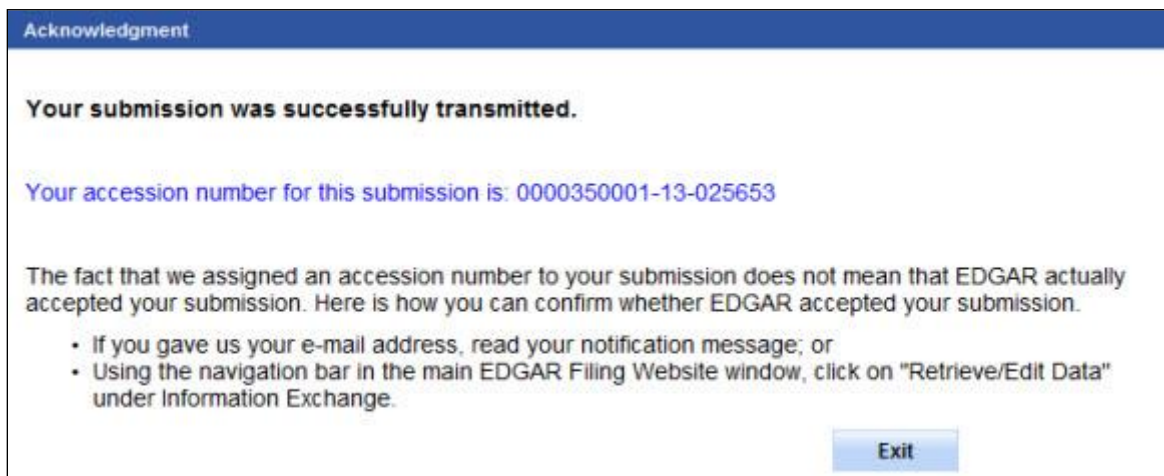 Acknowledgment
Your submission was successfully transmitted.
Your accession number for this submission is: 0000350001-13-025653
The fact that we assigned an accession number to your submission does not mean that EDGAR actually
accepted your submission. Here is how you can confirm whether EDGAR accepted your submission.
• If you gave us your e-mail address, read your notification message; or
• Using the navigation bar in the main EDGAR Filing Website window, click on "Retrieve/Edit Data"
under Information Exchange.
Exit